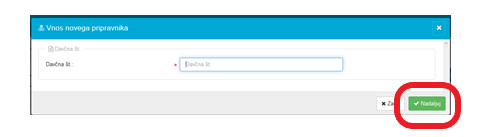 Vnos novega pripravnika
Davčna št.
Davčna št.:
* Davčna št.
Nadaljuj